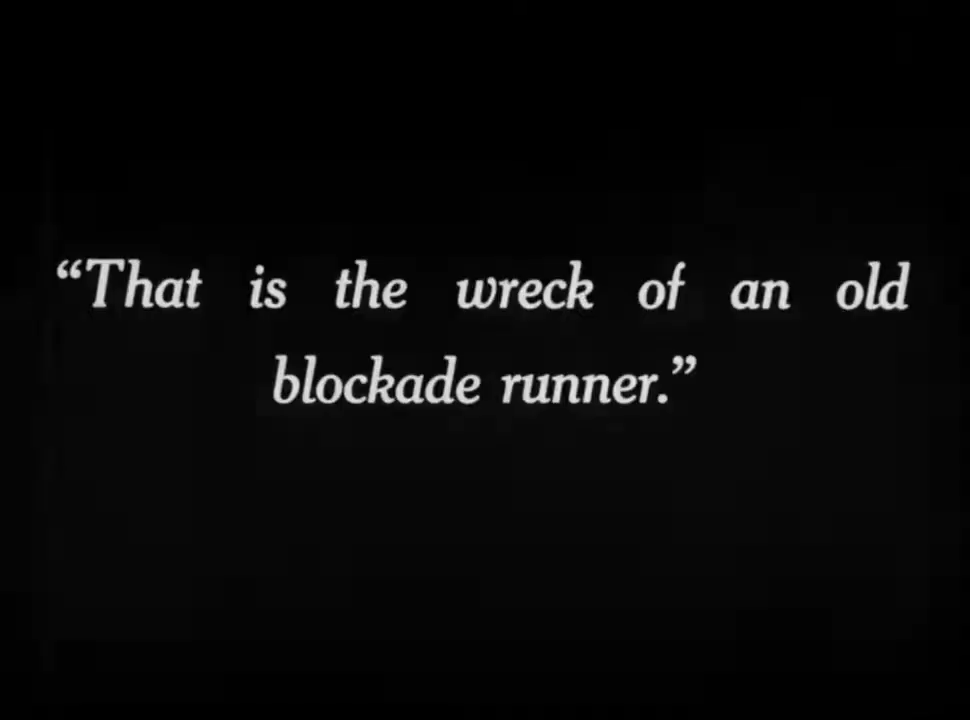 “That is the wreck of an old
blockade runner.”